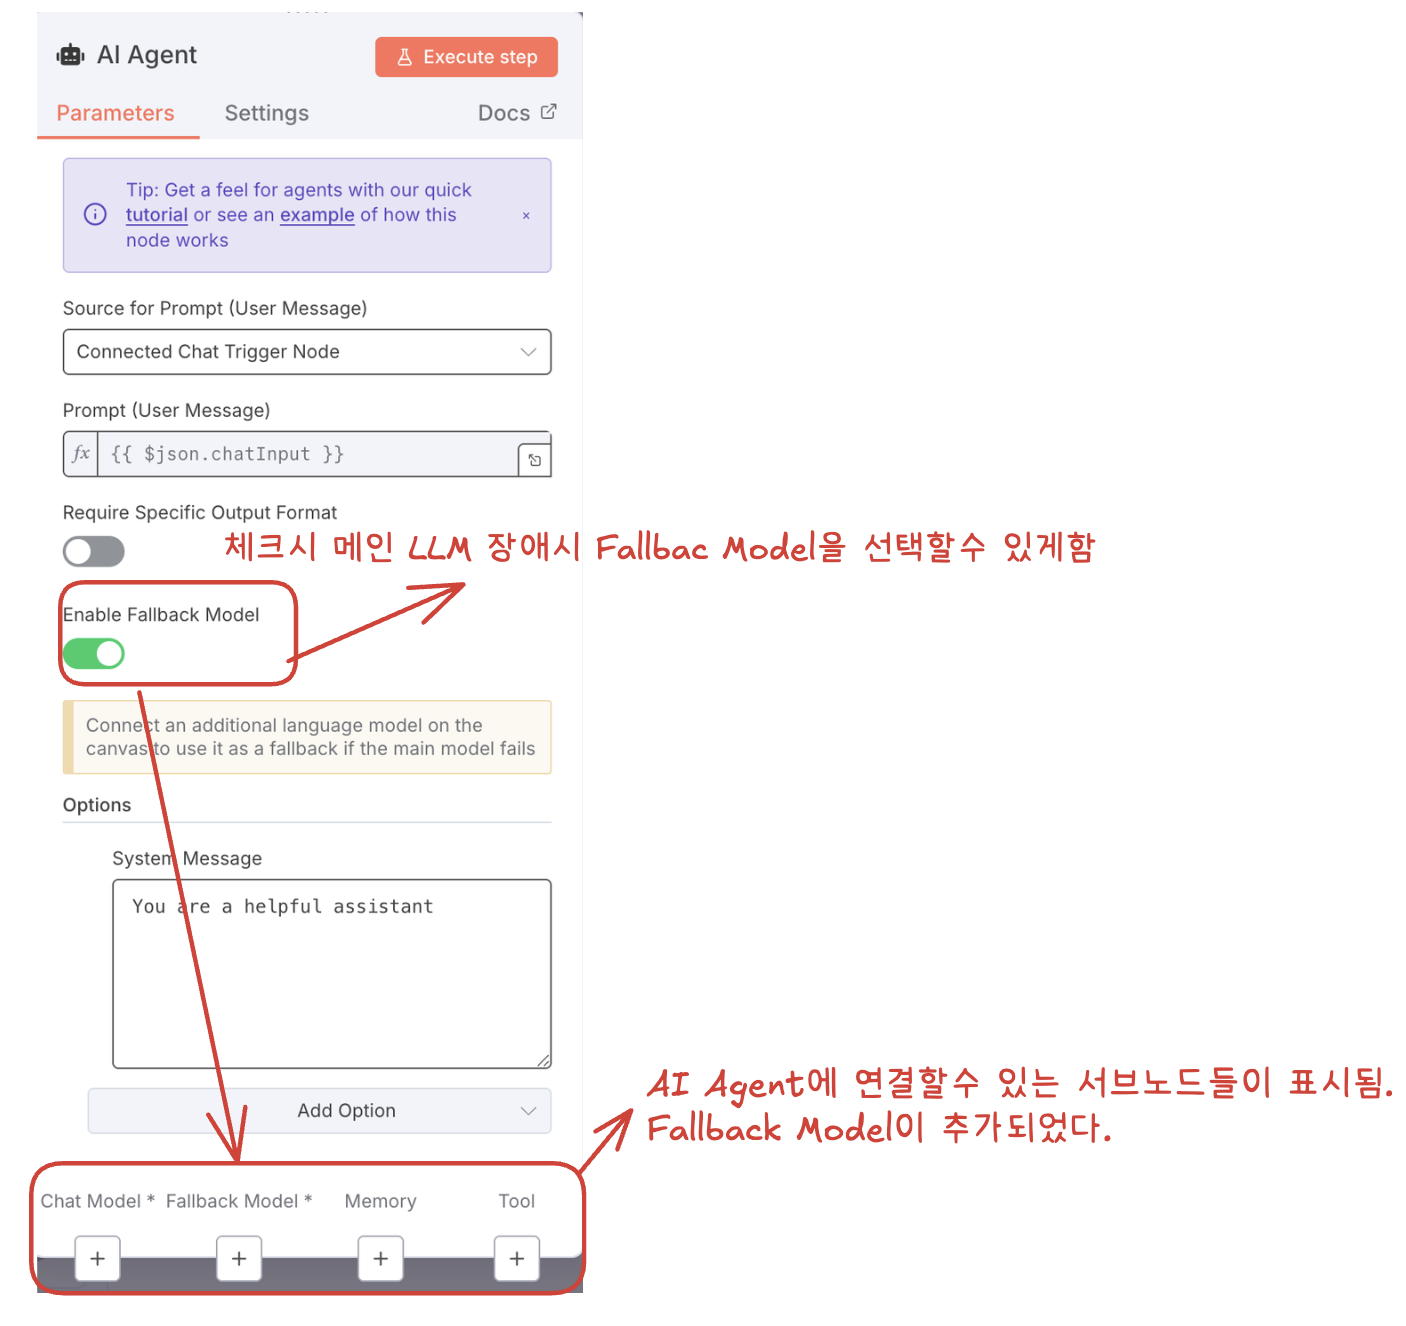 AI Agent
Execute step
Parameters
Settings
Docs
Tip: Get a feel for agents with our quick
tutorial or see an example of how this
node works
×
Source for Prompt (User Message)
Connected Chat Trigger Node
Prompt (User Message)
fx
{{ $json.chatInput }}
Require Specific Output Format
체크시 메인 LLM 장애시 Fallbac Model을 선택할수 있게함
Enable Fallback Model
Connect an additional language model on the
canvas to use it as a fallback if the main model fails
Options
System Message
You are a helpful assistant
AI Agent에 연결할수 있는 서브노드들이 표시됨.
Fallback Model이 추가되었다.
Add Option
Chat Model *
Fallback Model *
Memory
Tool
+
+
+
+